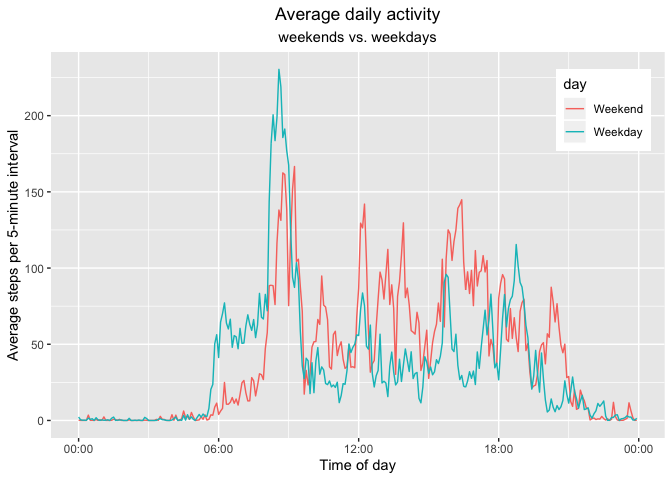 Average daily activity
weekends vs. weekdays
day
Weekend
Weekday
Average steps per 5-minute interval
200
150
100
50
0
00:00 06:00 12:00 18:00 00:00
Time of day